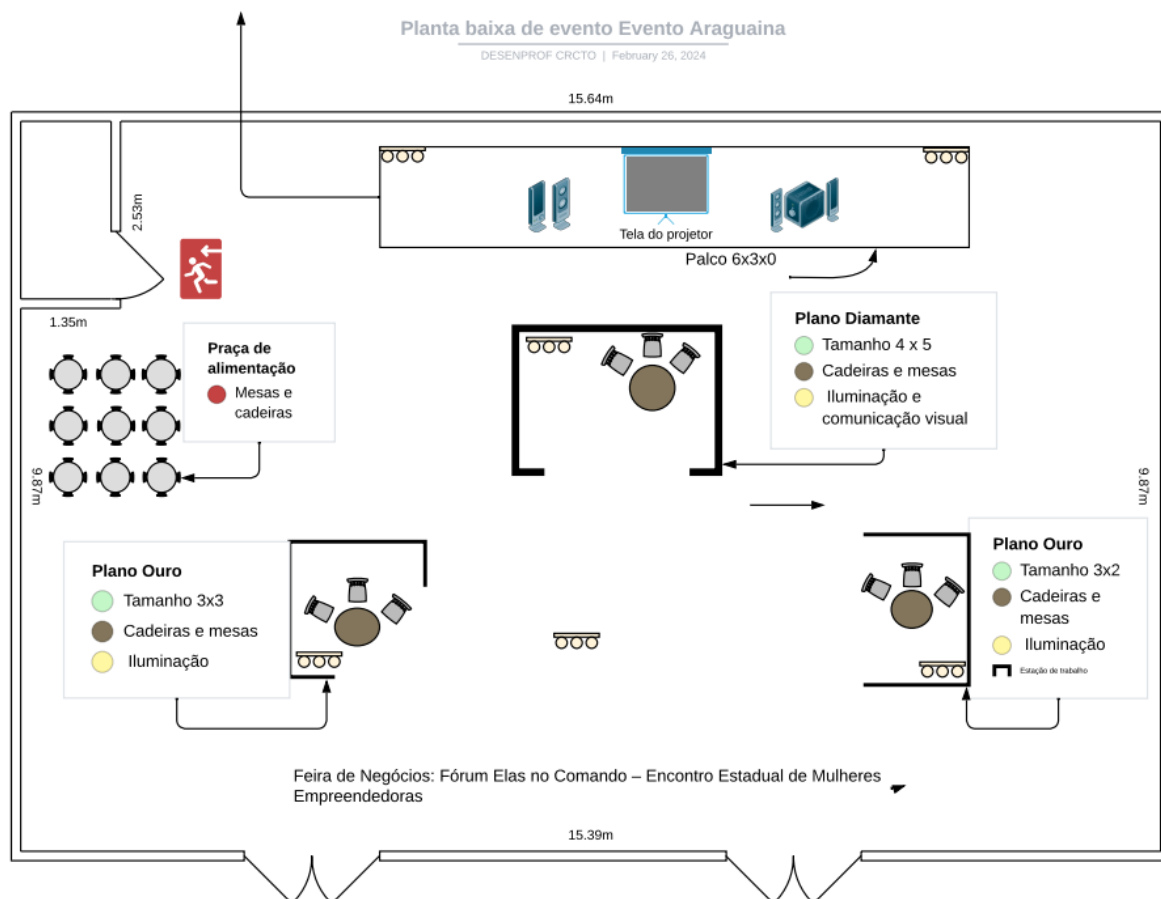 Planta baixa de evento Evento Araguaina
DESENPROF CRCTO | February 26, 2024
15.64m
2.53m
Tela do projetor
Palco 6x3x0
1.35m
Praça de
alimentação
Mesas e
cadeiras
Plano Diamante
Tamanho 4 x 5
Cadeiras e mesas
Iluminação e
comunicação visual
9.87m
9.87m
Plano Ouro
Tamanho 3x3
Cadeiras e mesas
Iluminação
Plano Ouro
Tamanho 3x2
Cadeiras e
mesas
Iluminação
Estação de trabalho
Feira de Negócios: Fórum Elas no Comando – Encontro Estadual de Mulheres
Empreendedoras
15.39m